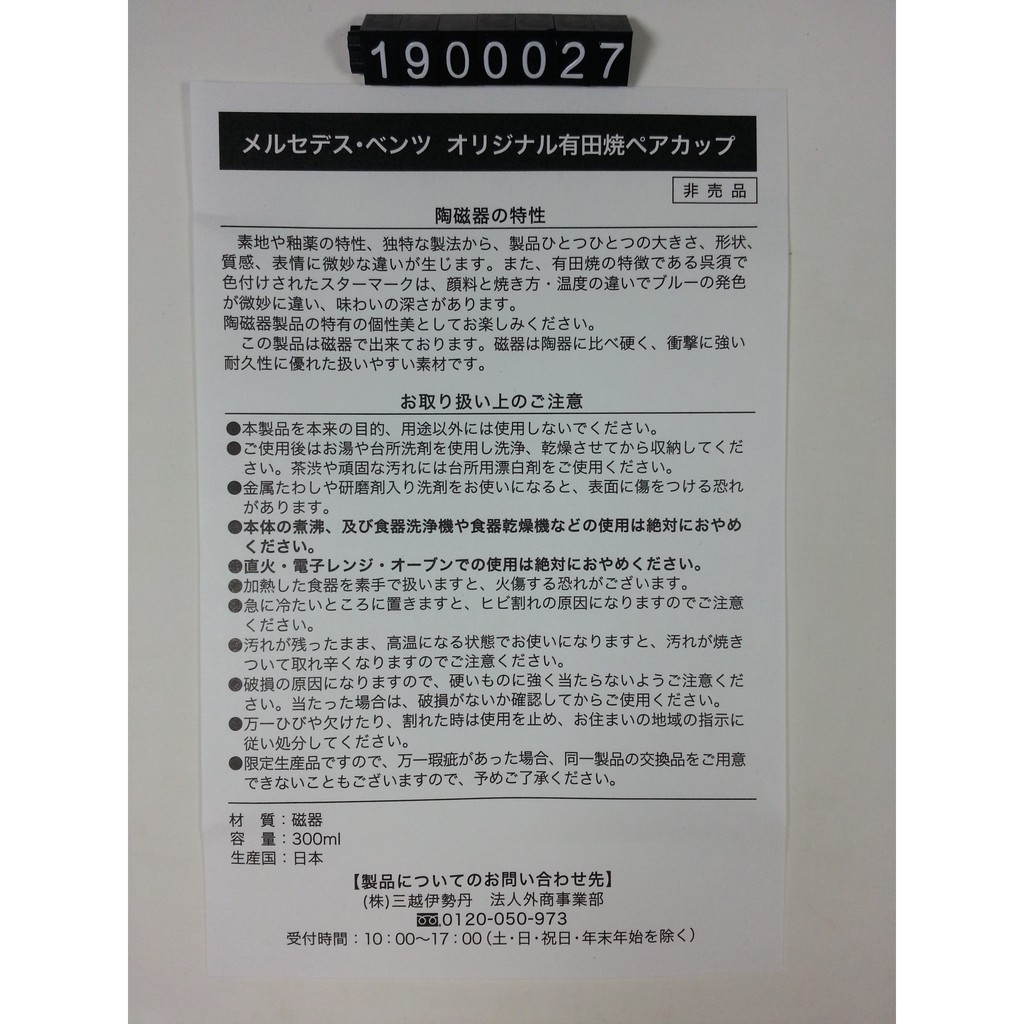 1900027
メルセデス・ベンツ オリジナル有田焼ペアカップ
非売品
陶磁器の特性
素地や釉薬の特性、独特な製法から、製品ひとつひとつの大きさ、形状、
質感、表情に微妙な違いが生じます。また、有田焼の特徴である呉須で
色付けされたスターマークは、顔料と焼き方・温度の違いでブルーの発色
が微妙に違い、味わいの深さがあります。
陶磁器製品の特有の個性美としてお楽しみください。
この製品は磁器で出来ております。磁器は陶器に比べ硬く、衝撃に強い
耐久性に優れた扱いやすい素材です。
お取り扱い上のご注意
●本製品を本来の目的、用途以外には使用しないでください。
●ご使用後はお湯や台所洗剤を使用し洗浄、乾燥させてから収納してくだ
さい。茶渋や頑固な汚れには台所用漂白剤をご使用ください。
●金属たわしや研磨剤入り洗剤をお使いになると、表面に傷をつける恐れ
があります。
●本体の煮沸、及び食器洗浄機や食器乾燥機などの使用は絶対におやめ
ください。
●直火・電子レンジ・オーブンでの使用は絶対におやめください。
●加熱した食器を素手で扱いますと、火傷する恐れがございます。
●急に冷たいところに置きますと、ヒビ割れの原因になりますのでご注意
ください。
●汚れが残ったまま、高温になる状態でお使いになりますと、汚れが焼き
ついて取れ辛くなりますのでご注意ください。
●破損の原因になりますので、硬いものに強く当たらないようご注意くだ
さい。当たった場合は、破損がないか確認してからご使用ください。
●万一ひびや欠けたり、割れた時は使用を止め、お住まいの地域の指示に
従い処分してください。
●限定生産品ですので、万一瑕疵があった場合、同一製品の交換品をご用意
できないこともございますので、予めご了承ください。
材 質：磁器
容 量：300ml
生産国：日本
【製品についてのお問い合わせ先】
(株)三越伊勢丹 法人外商事業部
0120-050-973
受付時間：10：00〜17：00（土・日・祝日・年末年始を除く）